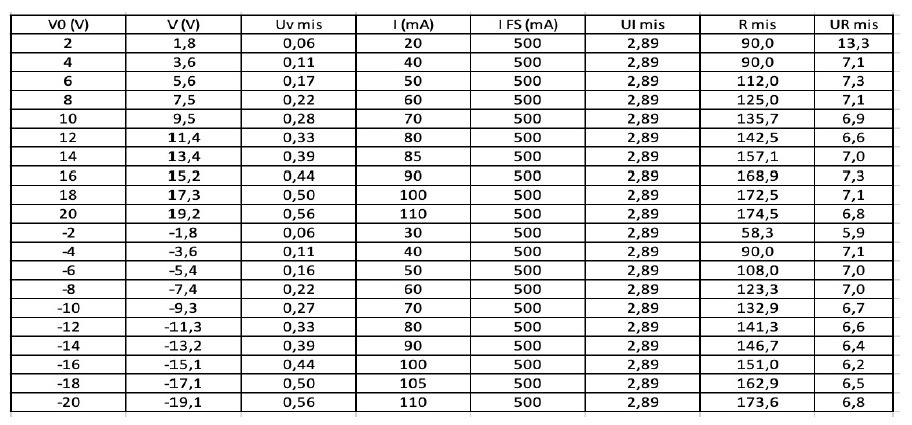 V0 (V) V (V) Uv mis I (mA) I FS (mA) UI mis R mis UR mis
2 1,8 0,06 20 500 2,89 90,0 13,3
4 3,6 0,11 40 500 2,89 90,0 7,1
6 5,6 0,17 50 500 2,89 112,0 7,3
8 7,5 0,22 60 500 2,89 125,0 7,1
10 9,5 0,28 70 500 2,89 135,7 6,9
12 11,4 0,33 80 500 2,89 142,5 6,6
14 13,4 0,39 85 500 2,89 157,1 7,0
16 15,2 0,44 90 500 2,89 168,9 7,3
18 17,3 0,50 100 500 2,89 172,5 7,1
20 19,2 0,56 110 500 2,89 174,5 6,8
-2 -1,8 0,06 30 500 2,89 58,3 5,9
-4 -3,6 0,11 40 500 2,89 90,0 7,1
-6 -5,4 0,16 50 500 2,89 108,0 7,0
-8 -7,4 0,22 60 500 2,89 123,3 7,0
-10 -9,3 0,27 70 500 2,89 132,9 6,7
-12 -11,3 0,33 80 500 2,89 141,3 6,6
-14 -13,2 0,39 90 500 2,89 146,7 6,4
-16 -15,1 0,44 100 500 2,89 151,0 6,2
-18 -17,1 0,50 105 500 2,89 162,9 6,5
-20 -19,1 0,56 110 500 2,89 173,6 6,8